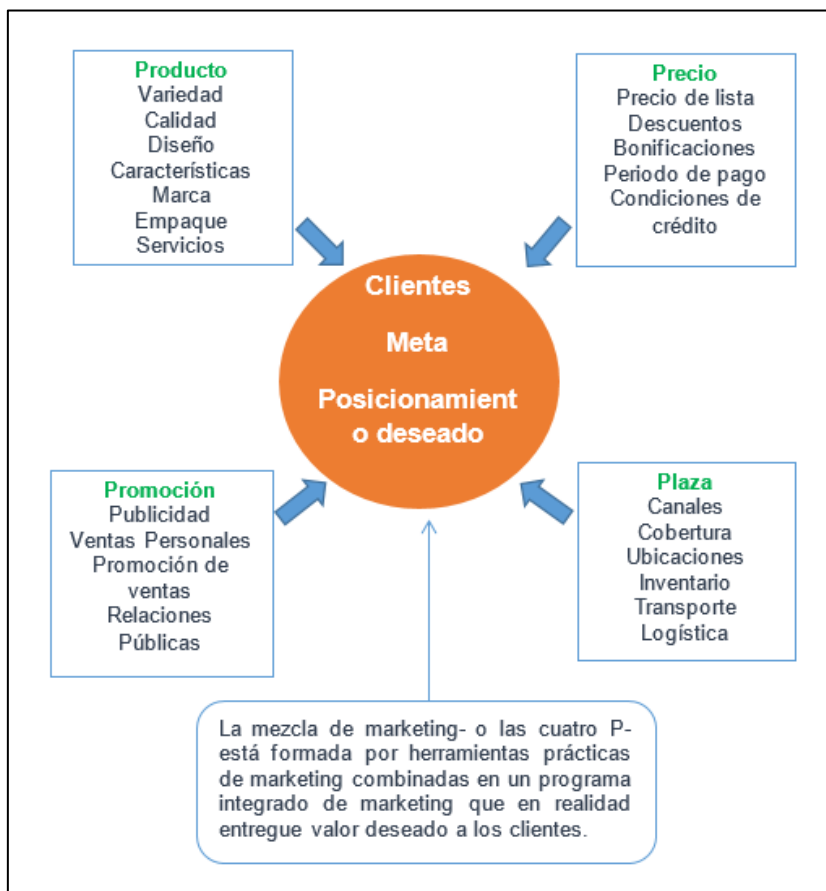 Producto
Variedad
Calidad
Diseño
Características
Marca
Empaque
Servicios
Precio
Precio de lista
Descuentos
Bonificaciones
Periodo de pago
Condiciones de
crédito
Clientes
Meta
Posicionamient
o deseado
Promoción
Publicidad
Ventas Personales
Promoción de
ventas
Relaciones
Públicas
Plaza
Canales
Cobertura
Ubicaciones
Inventario
Transporte
Logística
La mezcla de marketing- o las cuatro P-
está formada por herramientas prácticas
de marketing combinadas en un programa
integrado de marketing que en realidad
entregue valor deseado a los clientes.